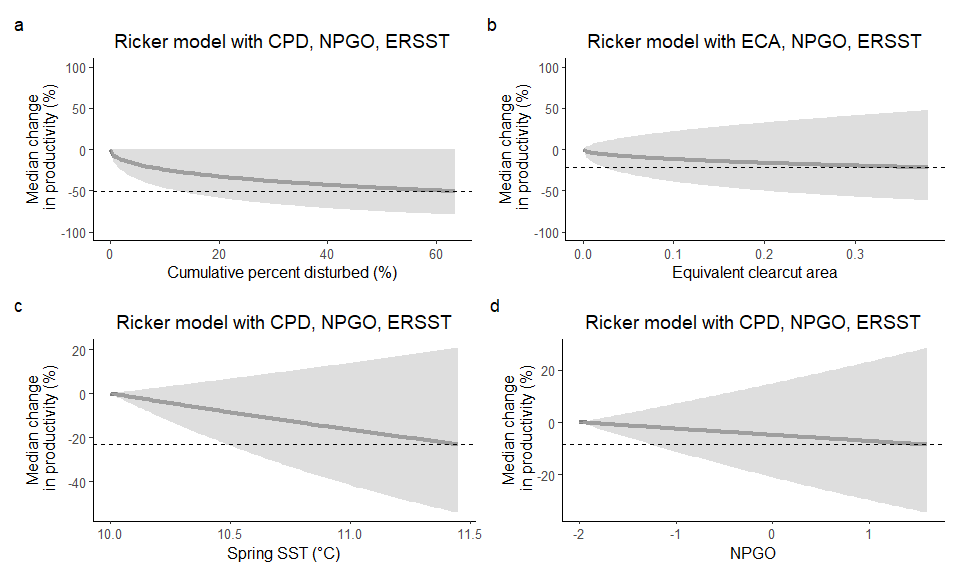 a
Ricker model with CPD, NPGO, ERSST
Median change
in productivity (%)
100
50
0
-50
-100
0
20
40
60
Cumulative percent disturbed (%)
b
Ricker model with ECA, NPGO, ERSST
Median change
in productivity (%)
100
50
0
-50
-100
0.0
0.1
0.2
0.3
Equivalent clearcut area
c
Ricker model with CPD, NPGO, ERSST
Median change
in productivity (%)
20
0
-20
-40
10.0
10.5
11.0
11.5
Spring SST (°C)
d
Ricker model with CPD, NPGO, ERSST
Median change
in productivity (%)
20
0
-20
-2
-1
0
1
NPGO